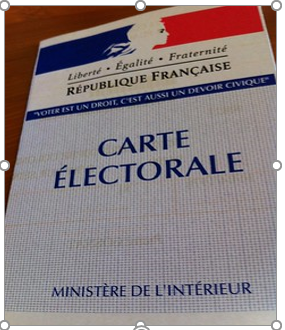 Liberté • Égalité • Fraternité
RÉPUBLIQUE FRANÇAISE
"VOTER EST UN DROIT, C'EST AUSSI UN DEVOIR CIVIQUE"
CARTE
ÉLECTORALE
MINISTÈRE DE L'INTÉRIEUR